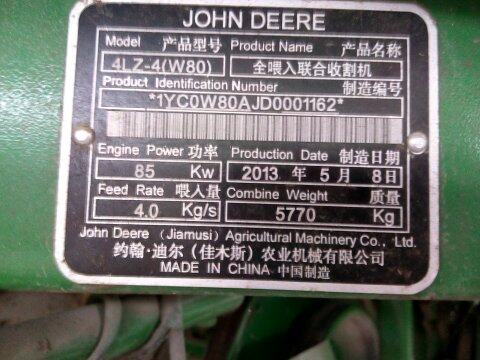 JOHN DEERE
Model 产品型号 Product Name 产品名称
4LZ-4(W80) 全喂入联合收割机
Product Identification Number 制造编号
*1YC0W80AJD0001162*
Engine Power 功率 Production Date 制造日期
85 Kw 2013 年 5 月 8 日
Feed Rate 喂入量 Combine Weight 质量
4.0 Kg/s 5770 Kg
John Deere (Jiamusi) Agricultural Machinery Co., Ltd.
约翰·迪尔(佳木斯)农业机械有限公司
MADE IN CHINA 中国制造